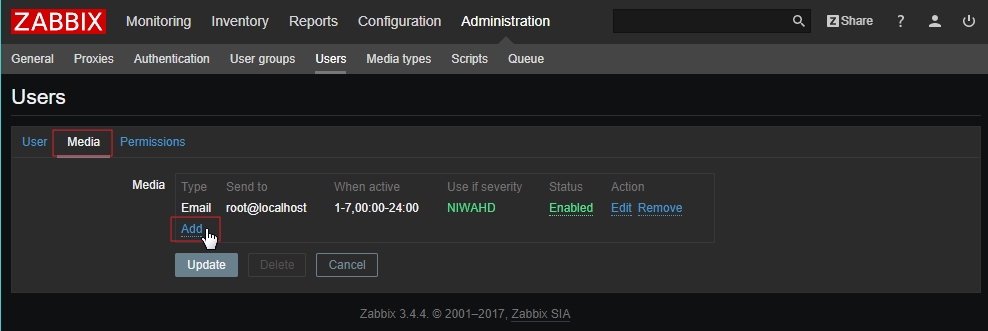 ZABBIX Monitoring Inventory Reports Configuration Administration Z Share ?
General Proxies Authentication User groups Users Media types Scripts Queue
Users
User Media Permissions
Media Type Send to When active Use if severity Status Action
Email root@localhost 1-7,00:00-24:00 NIWAHD Enabled Edit Remove
Add
Update Delete Cancel
Zabbix 3.4.4. © 2001–2017, Zabbix SIA